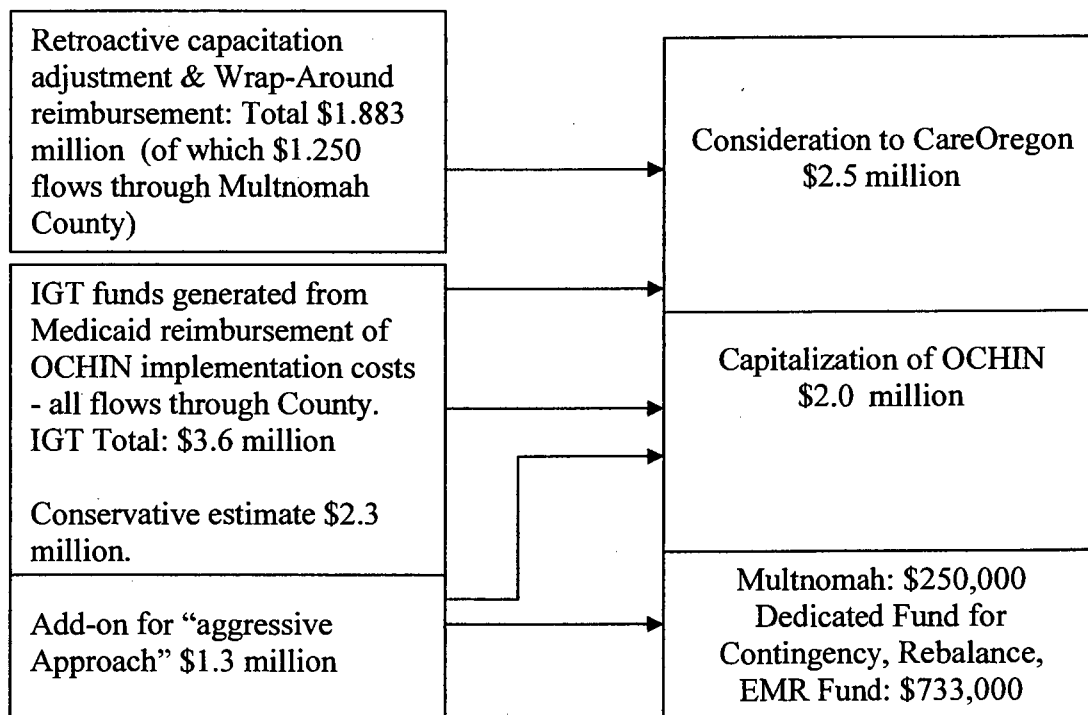 Retroactive capacitation
adjustment & Wrap-Around
reimbursement: Total $1.883
million (of which $1.250
flows through Multnomah
County)
IGT funds generated from
Medicaid reimbursement of
OCHIN implementation costs
- all flows through County.
IGT Total: $3.6 million
Conservative estimate $2.3
million.
Add-on for “aggressive
Approach” $1.3 million
Consideration to CareOregon
$2.5 million
Capitalization of OCHIN
$2.0 million
Multnomah: $250,000
Dedicated Fund for
Contingency, Rebalance,
EMR Fund: $733,000